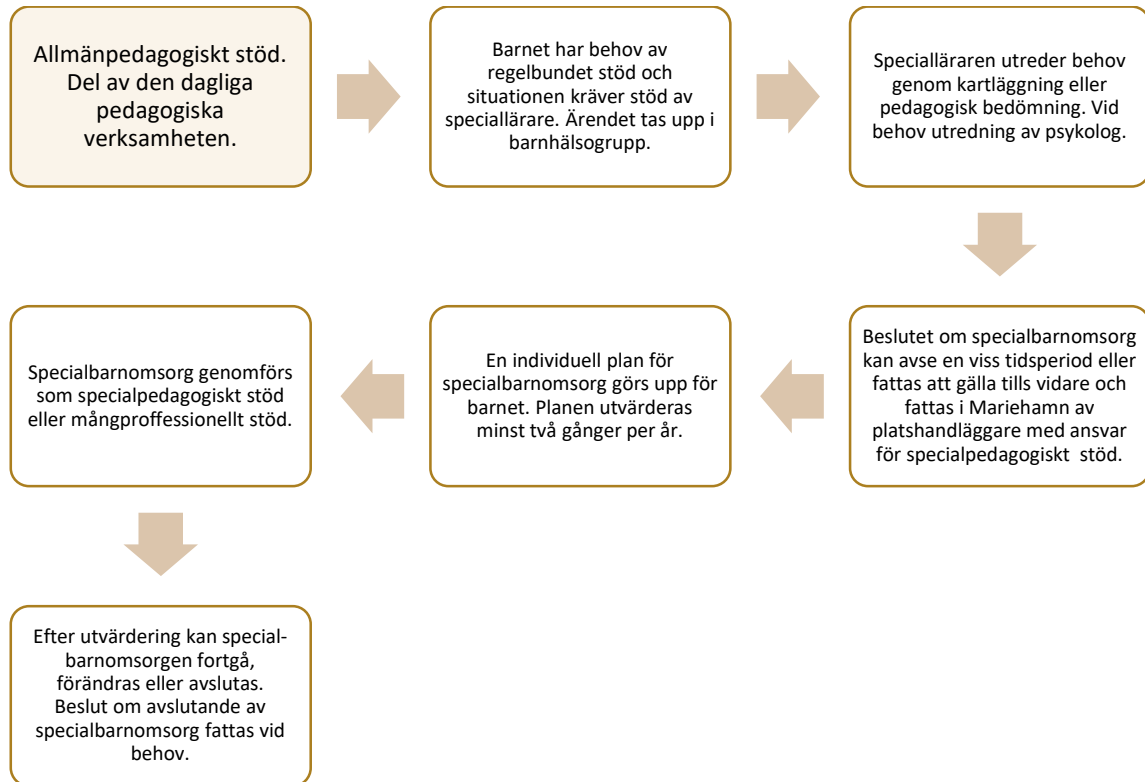 Allmänpedagogiskt stöd.
Del av den dagliga
pedagogiska
verksamheten.
Barnet har behov av
regelbundet stöd och
situationen kräver stöd av
speciallärare. Ärendet tas upp i
barnhälsogrupp.
Specialläraren utreder behov
genom kartläggning eller
pedagogisk bedömning. Vid
behov utredning av psykolog.
Beslutet om specialbarnomsorg
kan avse en viss tidsperiod eller
fattas att gälla tills vidare och
fattas i Mariehamn av
platshandläggare med ansvar
för specialpedagogiskt stöd.
En individuell plan för
specialbarnomsorg görs upp för
barnet. Planen utvärderas
minst två gånger per år.
Specialbarnomsorg genomförs
som specialpedagogiskt stöd
eller mångproffessionellt stöd.
Efter utvärdering kan special-
barnomsorgen fortgå,
förändras eller avslutas.
Beslut om avslutande av
specialbarnomsorg fattas vid
behov.